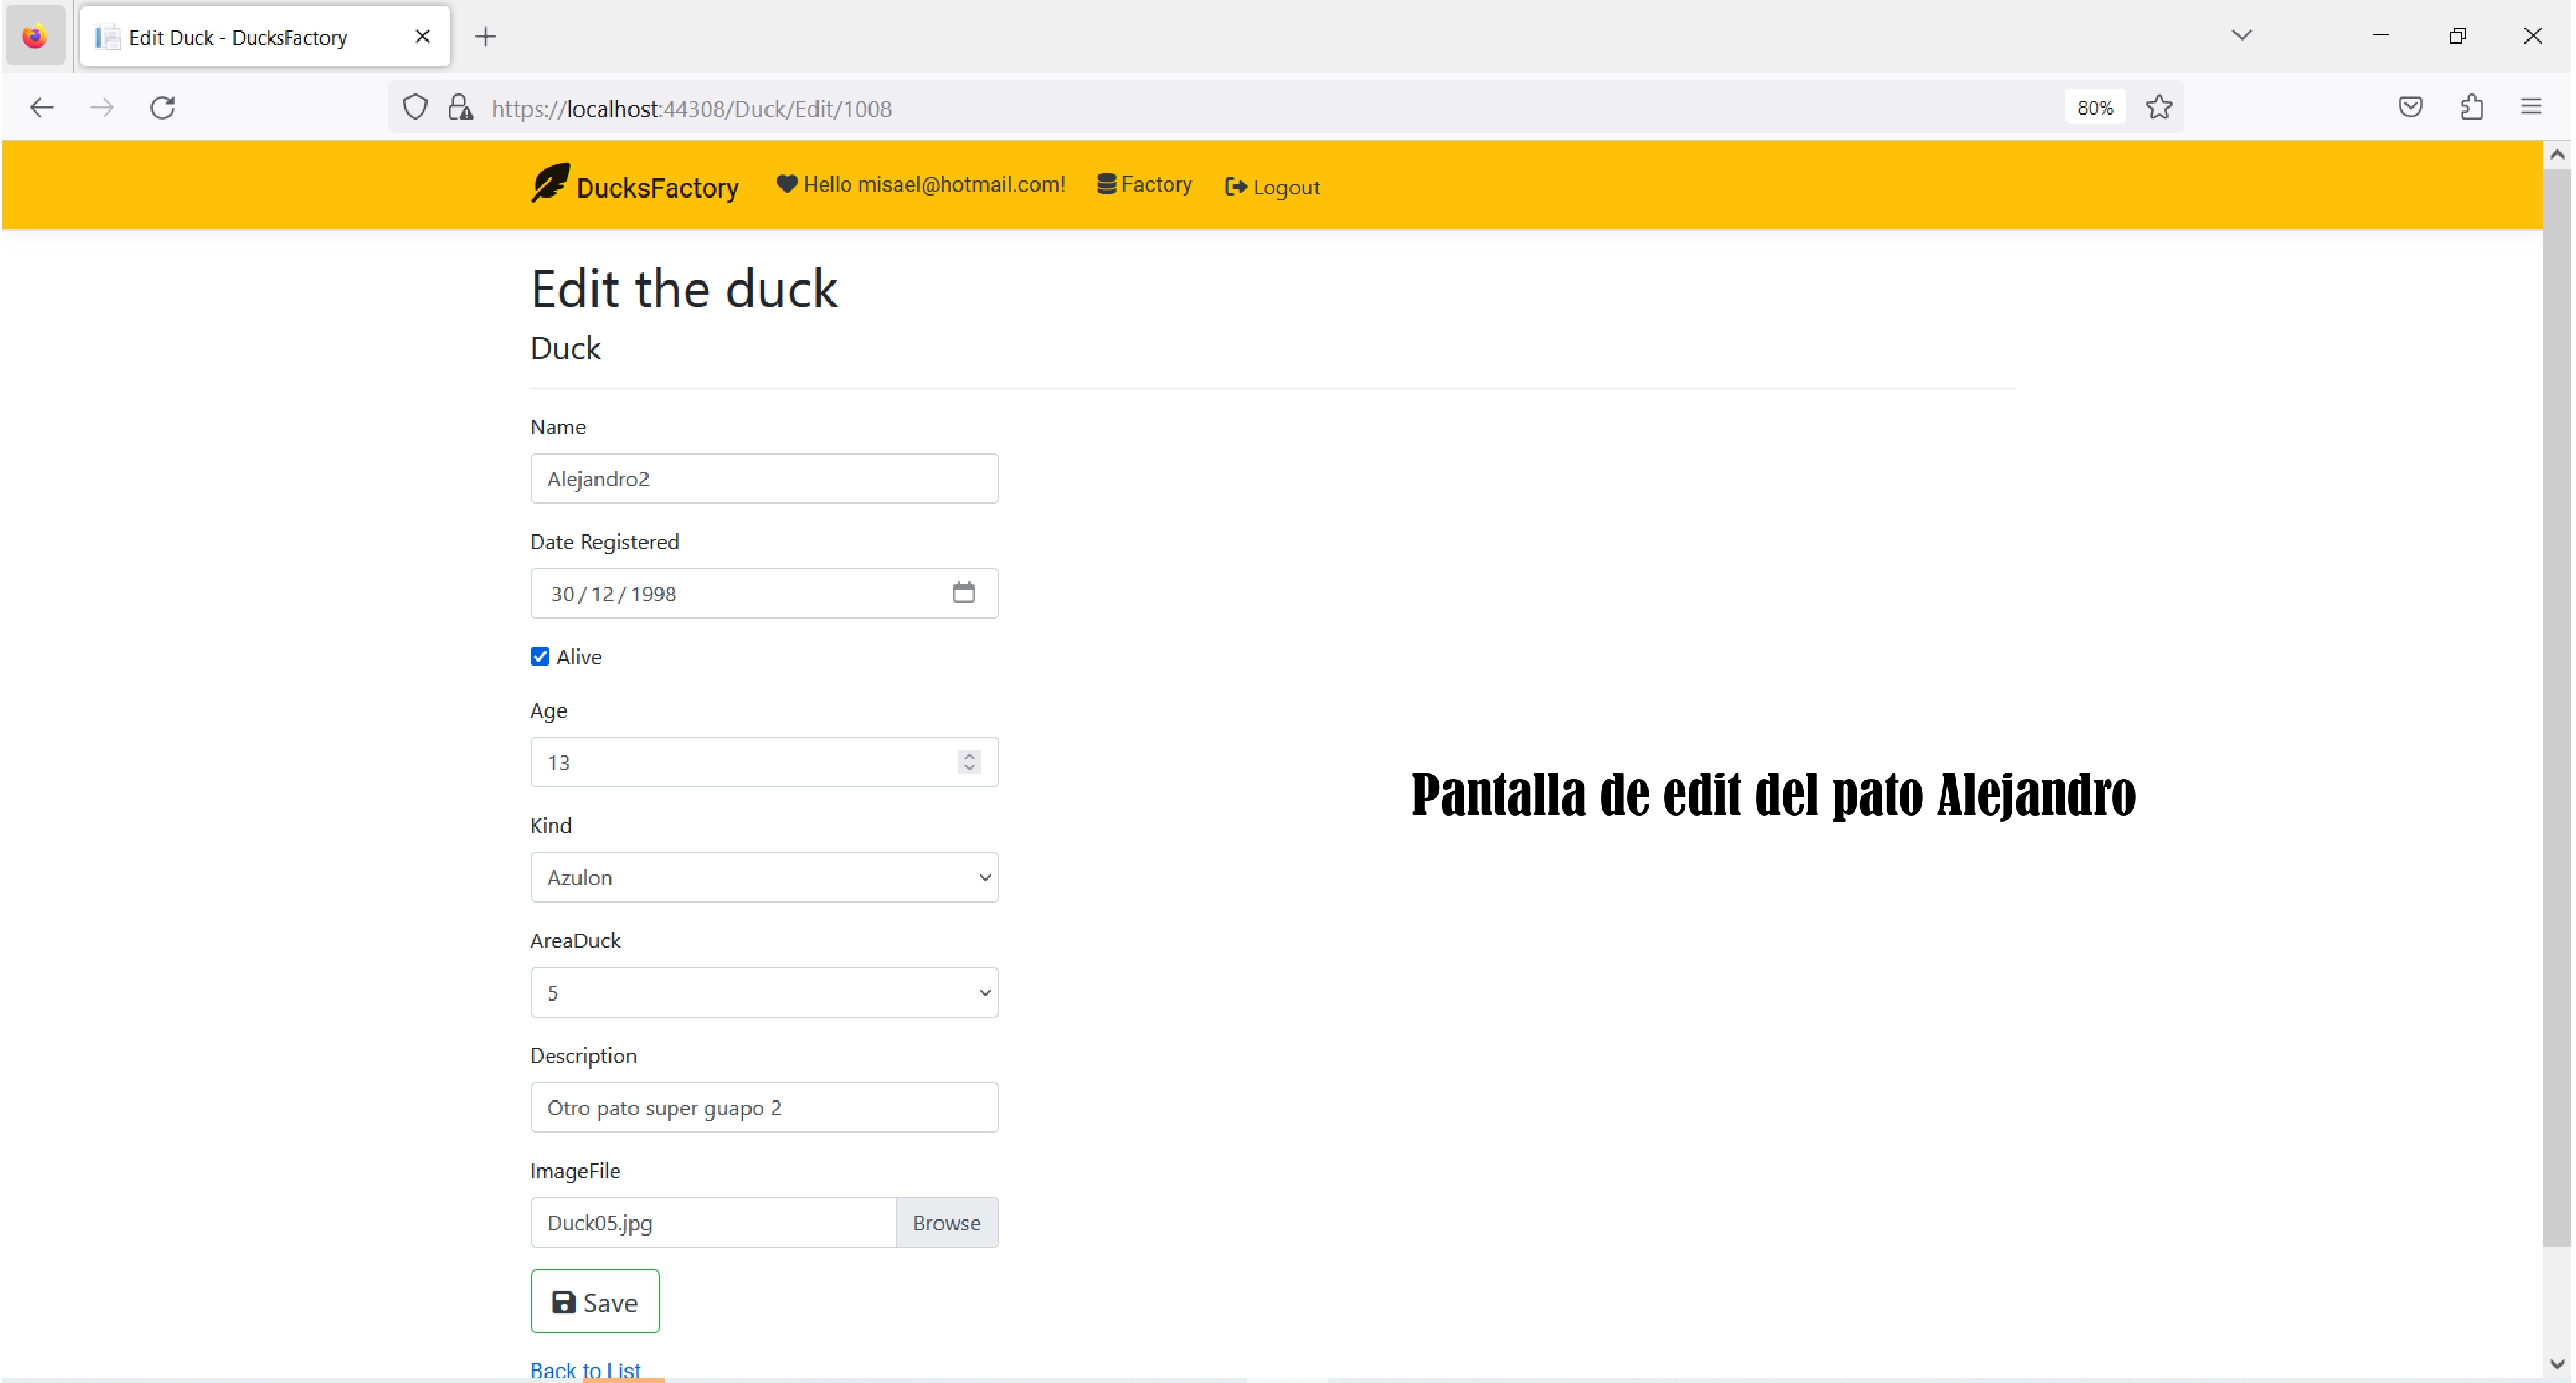 Edit Duck - DucksFactory
https://localhost:44308/Duck/Edit/1008
80%
DucksFactory
Hello misael@hotmail.com!
Factory
Logout
Edit the duck
Duck
Name
Alejandro2
Date Registered
30 / 12 / 1998
Alive
Age
13
Pantalla de edit del pato Alejandro
Kind
Azulon
AreaDuck
5
Description
Otro pato super guapo 2
ImageFile
Duck05.jpg
Browse
Save
Back to List